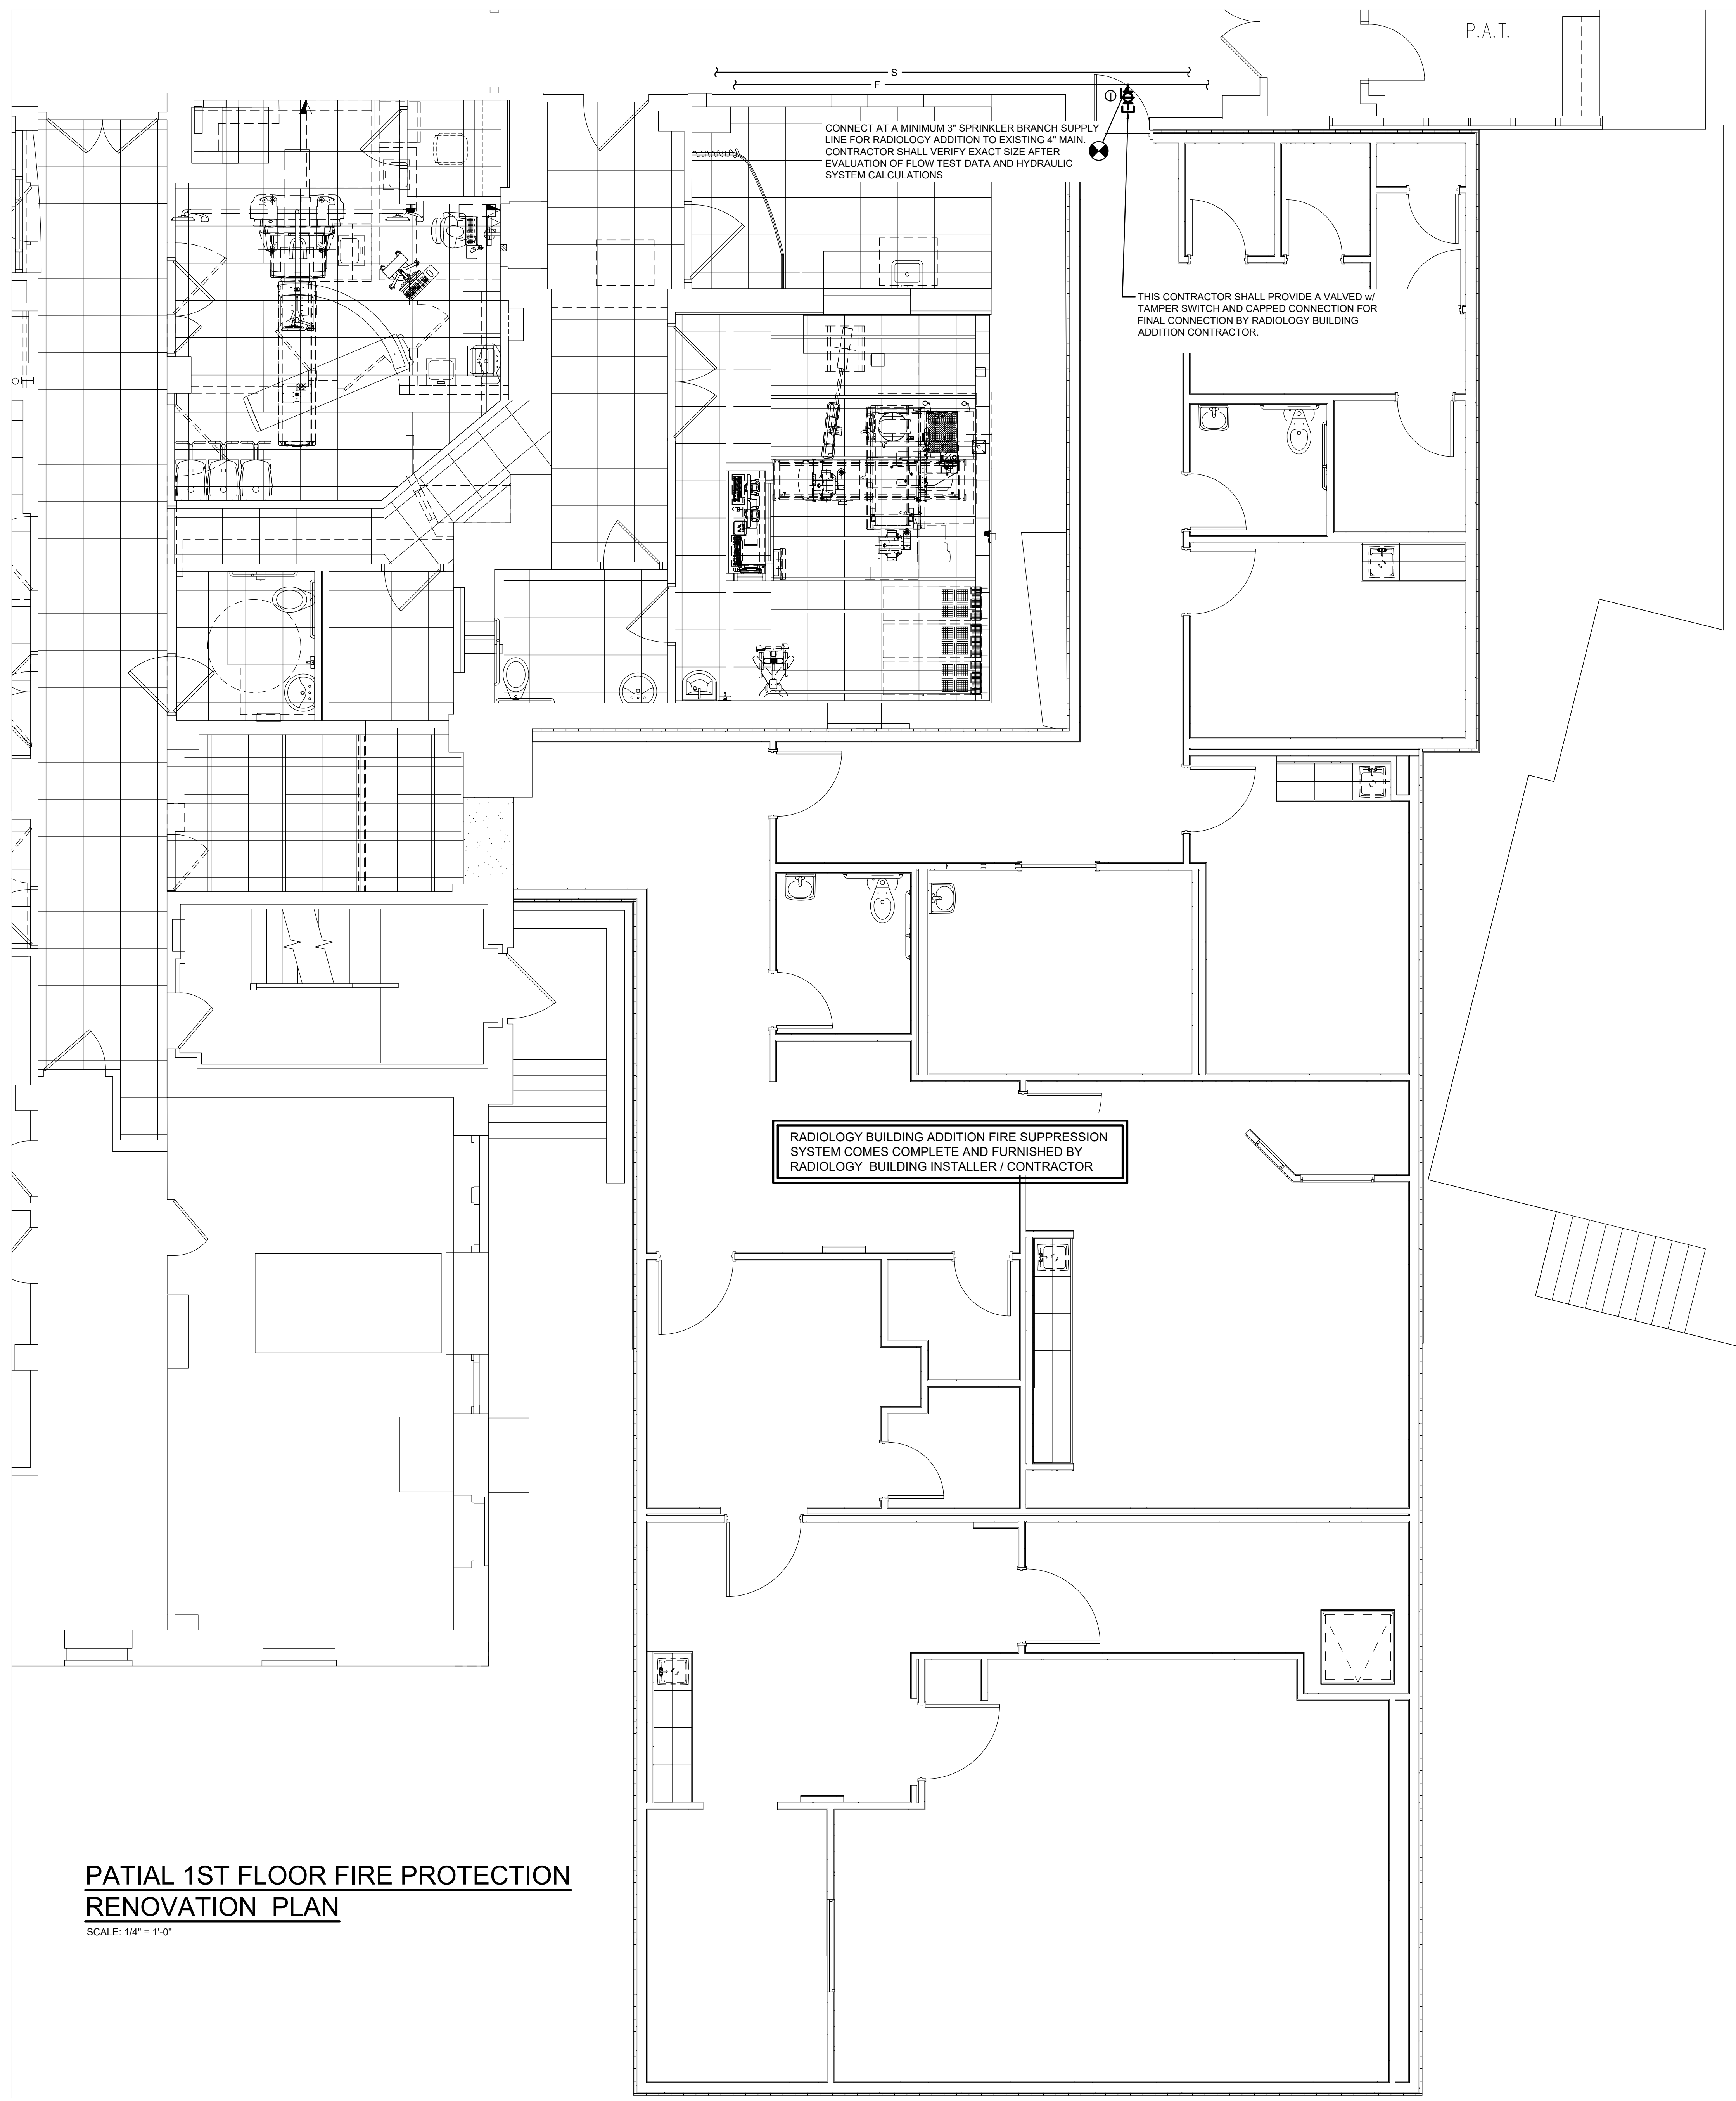 P.A.T.
S
F
T
CONNECT AT A MINIMUM 3" SPRINKLER BRANCH SUPPLY
LINE FOR RADIOLOGY ADDITION TO EXISTING 4" MAIN.
CONTRACTOR SHALL VERIFY EXACT SIZE AFTER
EVALUATION OF FLOW TEST DATA AND HYDRAULIC
SYSTEM CALCULATIONS
THIS CONTRACTOR SHALL PROVIDE A VALVED w/
TAMPER SWITCH AND CAPPED CONNECTION FOR
FINAL CONNECTION BY RADIOLOGY BUILDING
ADDITION CONTRACTOR.
RADIOLOGY BUILDING ADDITION FIRE SUPPRESSION
SYSTEM COMES COMPLETE AND FURNISHED BY
RADIOLOGY BUILDING INSTALLER / CONTRACTOR
PATIAL 1ST FLOOR FIRE PROTECTION
RENOVATION PLAN
SCALE: 1/4" = 1'-0"